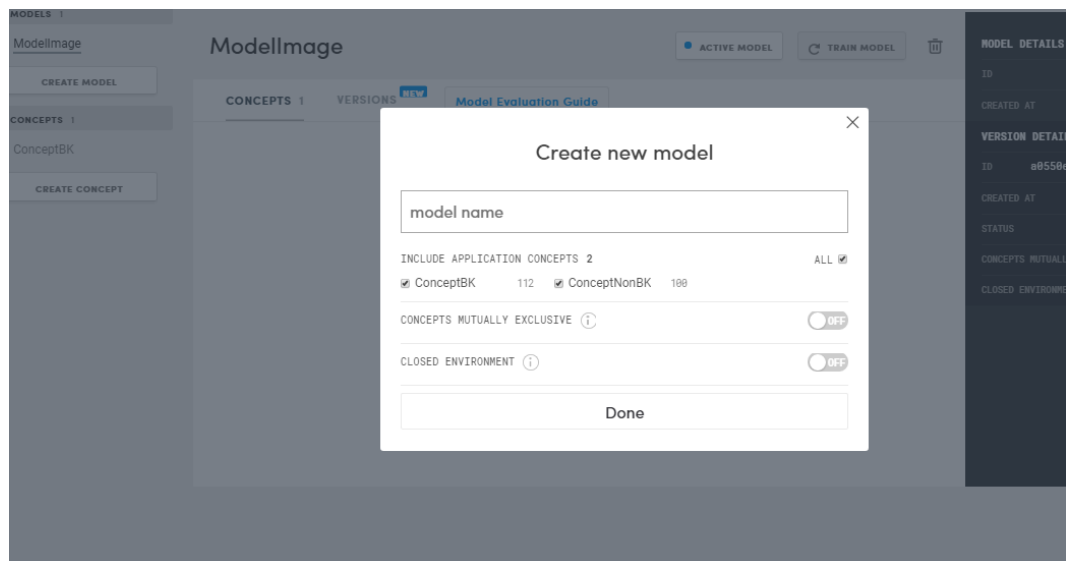 MODELS 1
ModelImage
CREATE MODEL
CONCEPTS 1
ConceptBK
CREATE CONCEPT
ModelImage
ACTIVE MODEL
TRAIN MODEL
CONCEPTS 1
VERSIONS
NEW
Model Evaluation Guide
Create new model
model name
INCLUDE APPLICATION CONCEPTS 2
ALL
ConceptBK 112 ConceptNonBK 100
CONCEPTS MUTUALLY EXCLUSIVE i
OFF
CLOSED ENVIRONMENT i
OFF
Done
MODEL DETAILS
ID
CREATED AT
VERSION DETAI
ID a0550e
CREATED AT
STATUS
CONCEPTS MUTUALL
CLOSED ENVIRONME